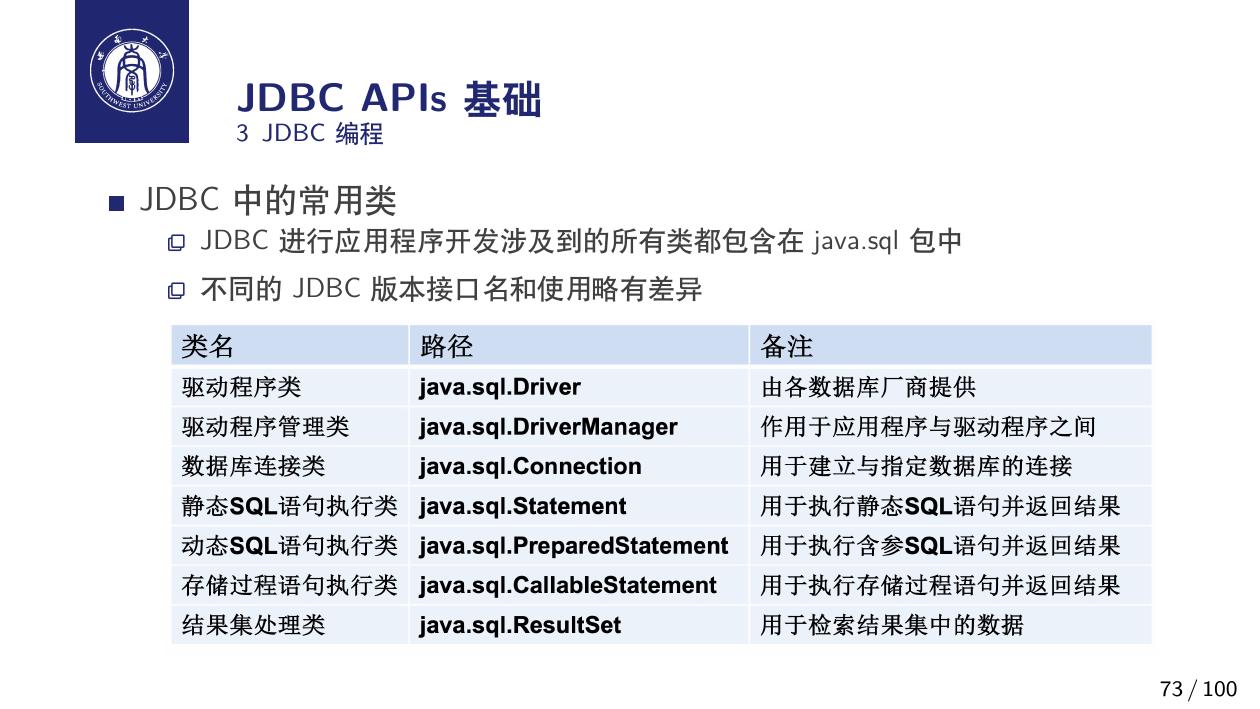 西南大学
SOUTHWEST UNIVERSITY
JDBC APIs 基础
3 JDBC 编程
JDBC 中的常用类
JDBC 进行应用程序开发涉及到的所有类都包含在 java.sql 包中
不同的 JDBC 版本接口名和使用略有差异
类名 路径 备注
驱动程序类 java.sql.Driver 由各数据库厂商提供
驱动程序管理类 java.sql.DriverManager 作用于应用程序与驱动程序之间
数据库连接类 java.sql.Connection 用于建立与指定数据库的连接
静态SQL语句执行类 java.sql.Statement 用于执行静态SQL语句并返回结果
动态SQL语句执行类 java.sql.PreparedStatement 用于执行含参SQL语句并返回结果
存储过程语句执行类 java.sql.CallableStatement 用于执行存储过程语句并返回结果
结果集处理类 java.sql.ResultSet 用于检索结果集中的数据
73 / 100